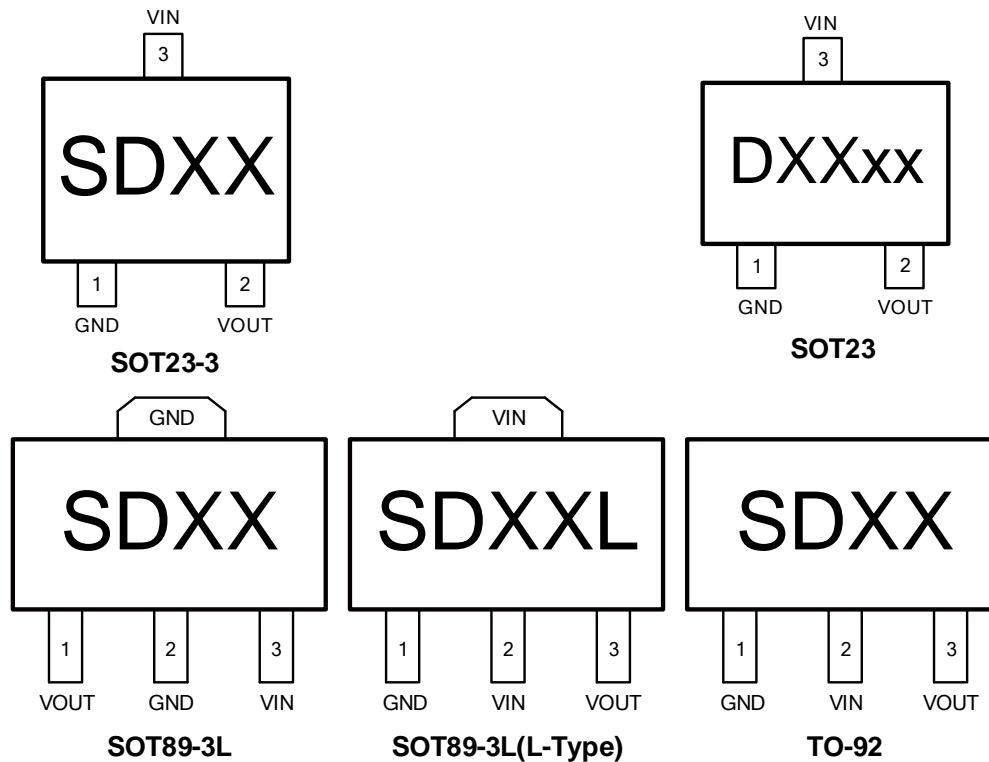 VIN
3
SDXX
1
2
GND
VOUT
SOT23-3
VIN
3
DXXxx
1
2
GND
VOUT
SOT23
GND
SDXX
1
2
3
VOUT
GND
VIN
SOT89-3L
VIN
SDXXL
1
2
3
GND
VIN
VOUT
SOT89-3L(L-Type)
SDXX
1
2
3
GND
VIN
VOUT
TO-92